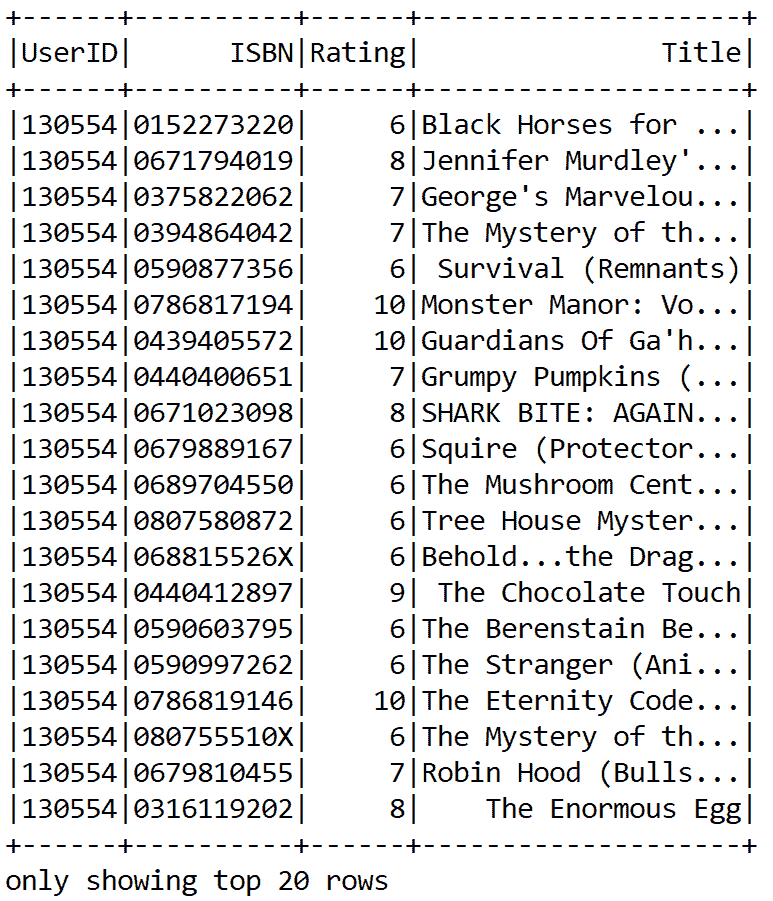 +------+----------+------+--------------------+
|UserID|      ISBN|Rating|               Title|
+------+----------+------+--------------------+
|130554|0152273220|     6|Black Horses for ...|
|130554|0671794019|     8|Jennifer Murdley'...|
|130554|0375822062|     7|George's Marvelou...|
|130554|0394864042|     7|The Mystery of th...|
|130554|0590877356|     6| Survival (Remnants)|
|130554|0786817194|    10|Monster Manor: Vo...|
|130554|0439405572|    10|Guardians Of Ga'h...|
|130554|0440400651|     7|Grumpy Pumpkins (...|
|130554|0671023098|     8|SHARK BITE: AGAIN...|
|130554|0679889167|     6|Squire (Protector...|
|130554|0689704550|     6|The Mushroom Cent...|
|130554|0807580872|     6|Tree House Myster...|
|130554|068815526X|     6|Behold...the Drag...|
|130554|0440412897|     9| The Chocolate Touch|
|130554|0590603795|     6|The Berenstain Be...|
|130554|0590997262|     6|The Stranger (Ani...|
|130554|0786819146|    10|The Eternity Code...|
|130554|080755510X|     6|The Mystery of th...|
|130554|0679810455|     7|Robin Hood (Bulls...|
|130554|0316119202|     8|    The Enormous Egg|
+------+----------+------+--------------------+
only showing top 20 rows